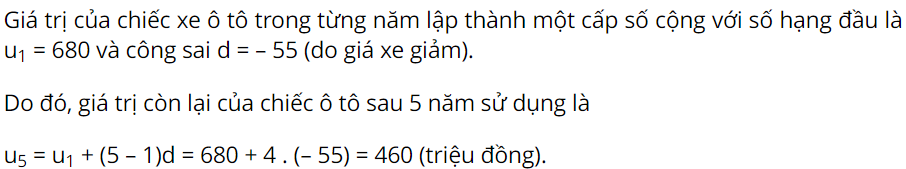 Giá trị của chiếc xe ô tô trong từng năm lập thành một cấp số cộng với số hạng đầu là
u₁ = 680 và công sai d = – 55 (do giá xe giảm).
Do đó, giá trị còn lại của chiếc ô tô sau 5 năm sử dụng là
u₅ = u₁ + (5 – 1)d = 680 + 4 . (– 55) = 460 (triệu đồng).